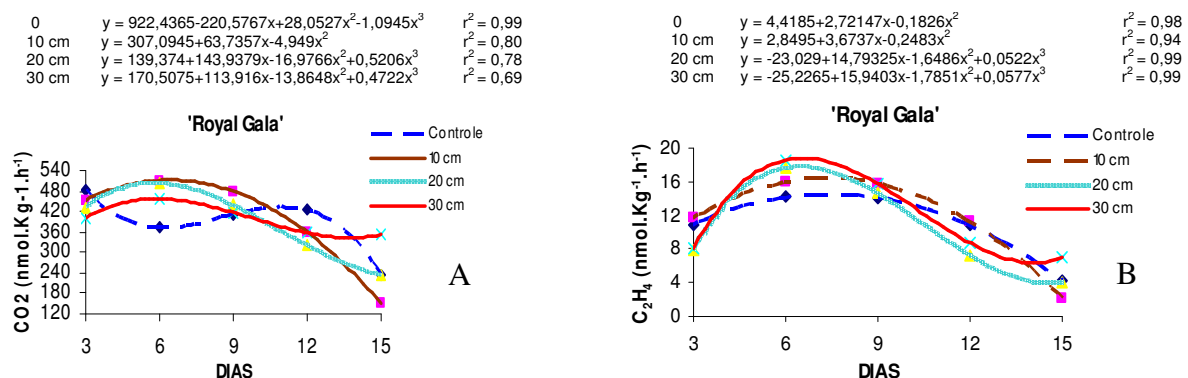 0 y = 922,4365-220,5767x+28,0527x²-1,0945x³ r² = 0,99
10 cm y = 307,0945+63,7357x-4,949x² r² = 0,80
20 cm y = 139,374+143,9379x-16,9766x²+0,5206x³ r² = 0,78
30 cm y = 170,5075+113,916x-13,8648x²+0,4722x³ r² = 0,69
'Royal Gala'
Controle
10 cm
20 cm
30 cm
CO2 (nmol.Kg-1.h⁻¹)
540
480
420
360
300
240
180
120
3 6 9 12 15
DIAS
A
0 y = 4,4185+2,72147x-0,1826x² r² = 0,98
10 cm y = 2,8495+3,6737x-0,2483x² r² = 0,94
20 cm y = -23,029+14,79325x-1,6486x²+0,0522x³ r² = 0,99
30 cm y = -25,2265+15,9403x-1,7851x²+0,0577x³ r² = 0,99
'Royal Gala'
Controle
10 cm
20 cm
30 cm
C₂H₄ (nmol.Kg⁻¹.h⁻¹)
20
16
12
8
4
0
3 6 9 12 15
DIAS
B